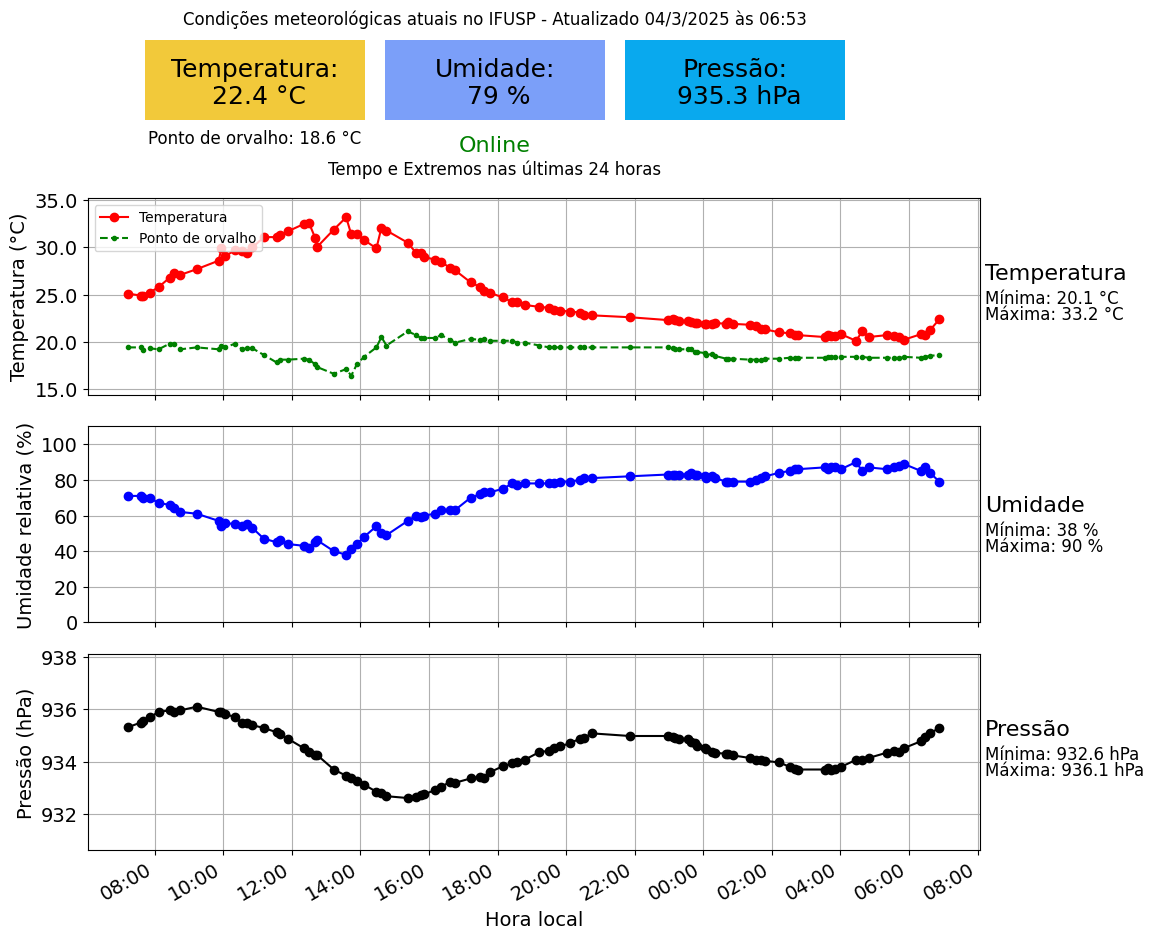 Condições meteorológicas atuais no IFUSP - Atualizado 04/3/2025 às 06:53
Temperatura:
22.4 °C
Umidade:
79 %
Pressão:
935.3 hPa
Ponto de orvalho: 18.6 °C
Online
Tempo e Extremos nas últimas 24 horas
Temperatura (°C)
35.0
30.0
25.0
20.0
15.0
Temperatura
Ponto de orvalho
Temperatura
Mínima: 20.1 °C
Máxima: 33.2 °C
Umidade relativa (%)
100
80
60
40
20
0
Umidade
Mínima: 38 %
Máxima: 90 %
Pressão (hPa)
938
936
934
932
Pressão
Mínima: 932.6 hPa
Máxima: 936.1 hPa
08:00 10:00 12:00 14:00 16:00 18:00 20:00 22:00 00:00 02:00 04:00 06:00 08:00
Hora local